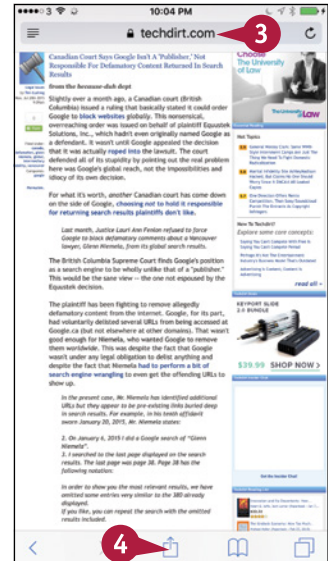 3
10:04 PM
techdirt.com
3
Canadian Court Says Google Isn't A 'Publisher,' Not
Responsible For Defamatory Content Returned In Search
Results
from the because-duh dept
Slightly over a month ago, a Canadian court (British
Columbia) issued a ruling that basically stated it could order
Google to block websites globally. This nonsensical,
overreaching order was issued on behalf of plaintiff Equustek
Solutions, Inc., which hadn't even originally named Google as
a defendant. It wasn't until Google appealed the decision
that it was actually roped into the lawsuit. The court
defended all of its stupidity by pointing out the real problem
here was Google's global reach, not the impossibilities and
idiocy of its own decision.
For what it's worth, another Canadian court has come down
on the side of Google, choosing not to hold it responsible
for returning search results plaintiffs don't like.
Last month, Justice Lauri Ann Fenlon refused to force
Google to block defamatory comments about a Vancouver
lawyer, Glenn Niemela, from its global search results.
The British Columbia Supreme Court finds Google's position
as a search engine to be wholly unlike that of a "publisher."
This would be the sane view -- the one not espoused by the
Equustek decision.
The plaintiff has been fighting to remove allegedly
defamatory content from the internet. Google, for its part,
had voluntarily delisted several URLs from being accessed at
Google.ca (but not elsewhere at other domains). That wasn't
good enough for Niemela, who wanted Google to remove
them worldwide. This was despite the fact that Google
wasn't under any legal obligation to delist anything and
despite the fact that Niemela had to perform a bit of
search engine wrangling to even get the offending URLs to
show up.
In the present case, Mr. Niemela has identified additional
URLs but they appear to be pre-existing links buried deep
in search results. For example, in his tenth affidavit
sworn January 20, 2015, Mr. Niemela states:
2. On January 6, 2015 I did a Google search of "Glenn
Niemela".
3. I searched to the last page displayed on the search
results. The last page was page 38. Page 38 has the
following notation:
In order to show you the most relevant results, we have
omitted some entries very similar to the 380 already
displayed.
If you like, you can repeat the search with the omitted
results included.
Choose
The University
of Law
Hot Topics
New To Techdirt?
Explore some core concepts:
read all »
KEYPORT SLIDE
2.0 BUNDLE
$39.99 SHOP NOW
4